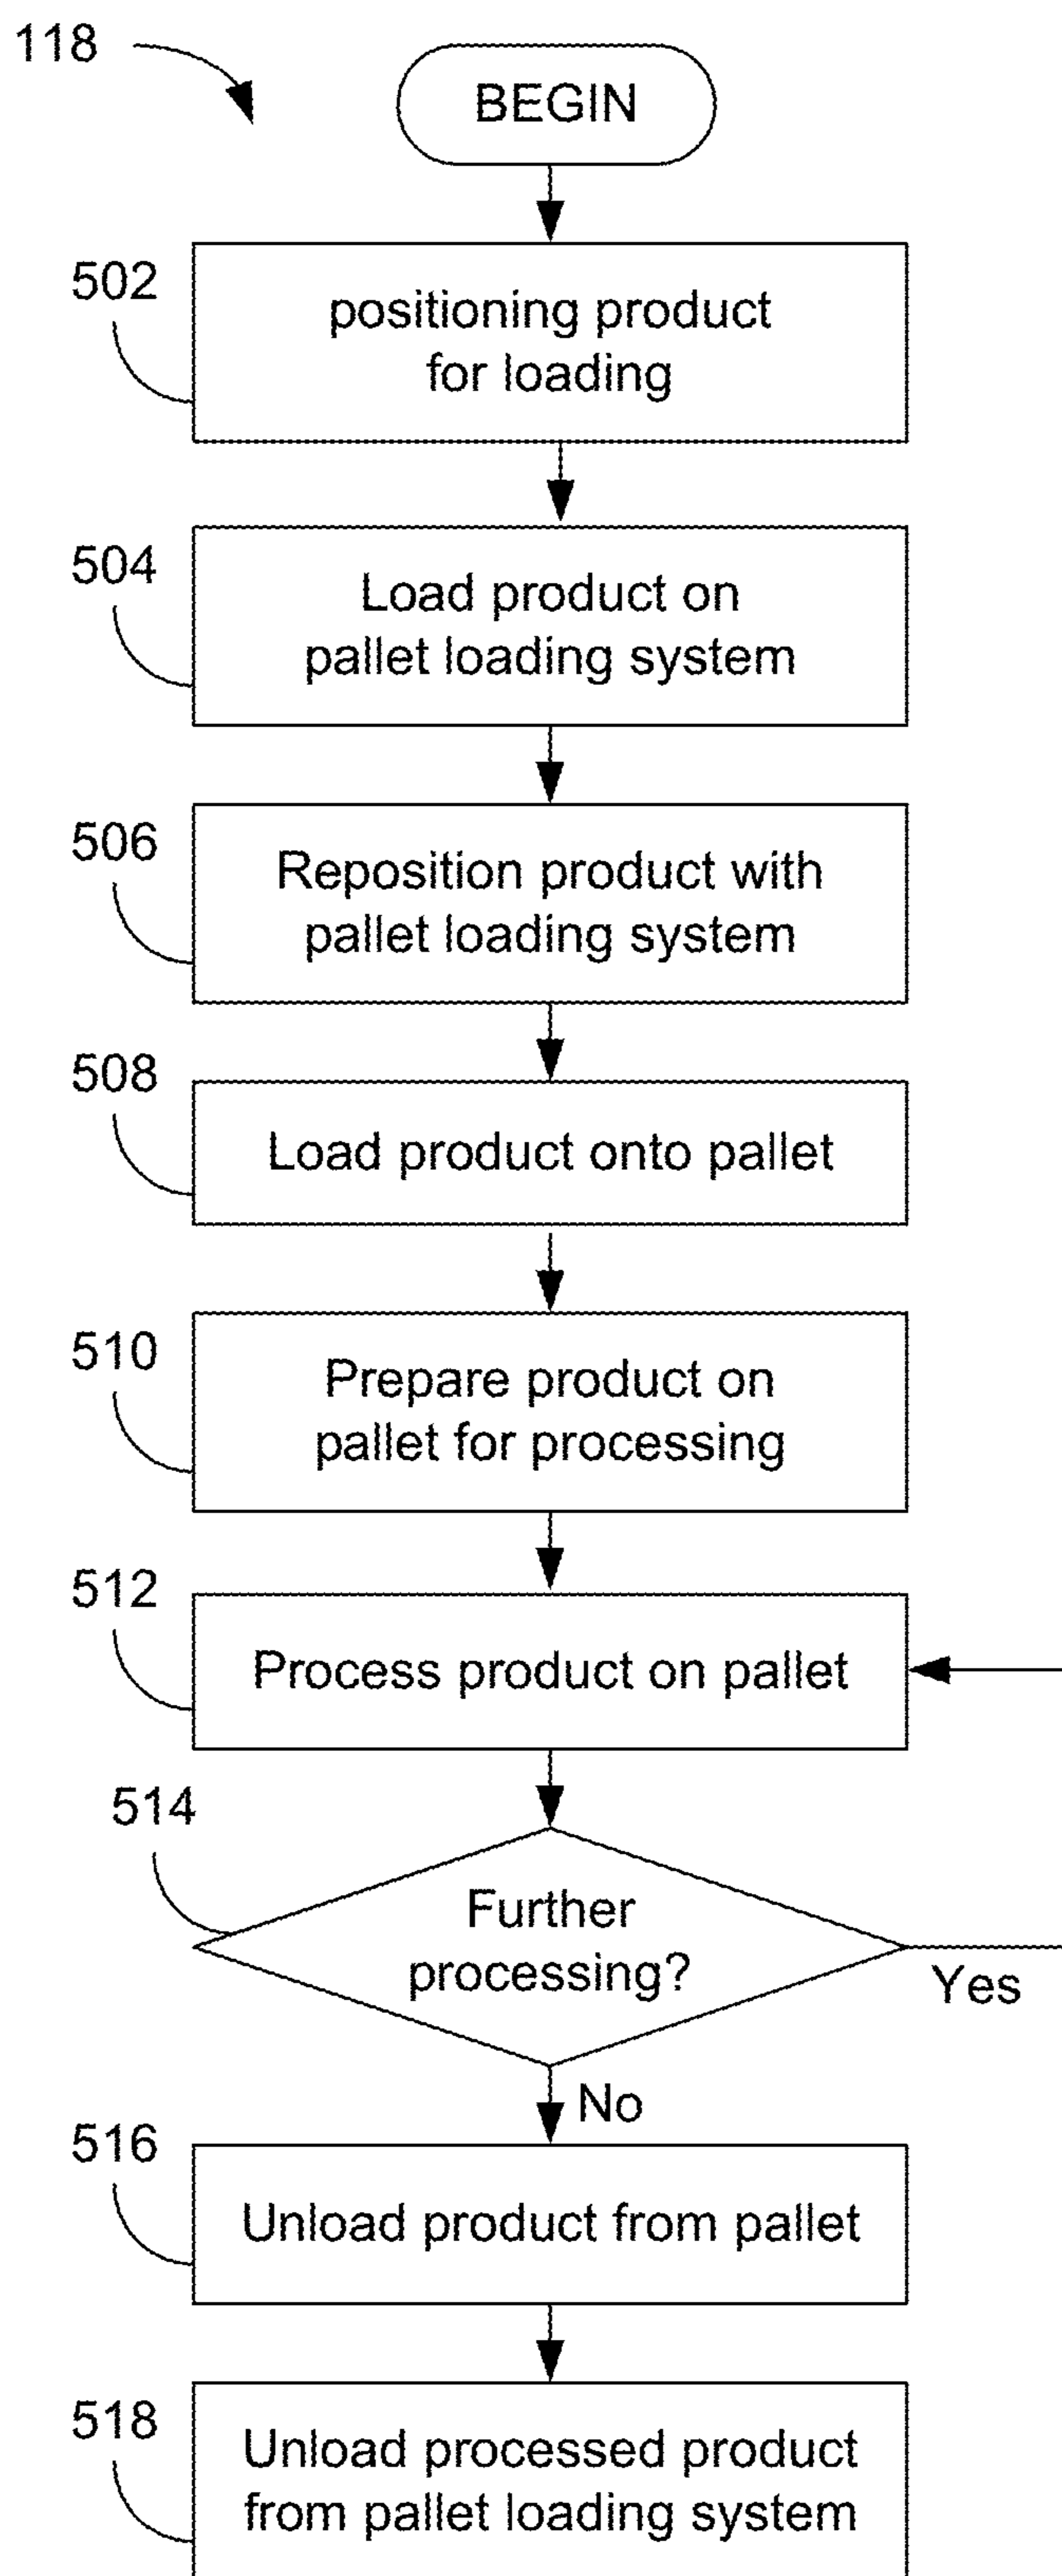 118
BEGIN
502
positioning product
for loading
504
Load product on
pallet loading system
506
Reposition product with
pallet loading system
508
Load product onto pallet
510
Prepare product on
pallet for processing
512
Process product on pallet
514
Further
processing?
Yes
No
516
Unload product from pallet
518
Unload processed product
from pallet loading system